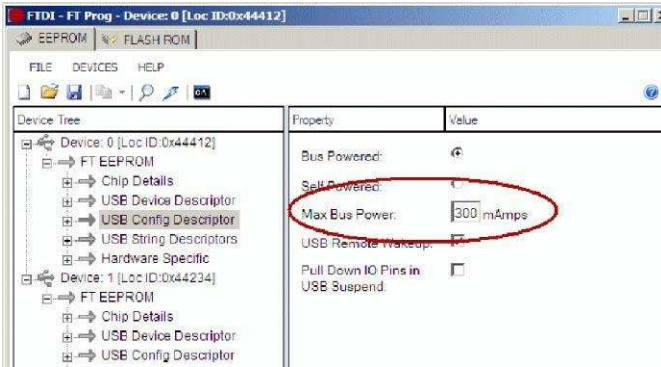 FTDI - FT Prog - Device: 0 [Loc ID:0x44412]
EEPROM FLASH ROM
FILE DEVICES HELP
Device Tree Property Value
Device: 0 [Loc ID:0x44412]
FT EEPROM
Chip Details
USB Device Descriptor
USB Config Descriptor
USB String Descriptors
Hardware Specific
Device: 1 [Loc ID:0x44234]
FT EEPROM
Chip Details
USB Device Descriptor
USB Config Descriptor
Bus Powered:
Self Powered:
Max Bus Power: 300 mAmps
USB Remote Wakeup:
Pull Down IO Pins in
USB Suspend: